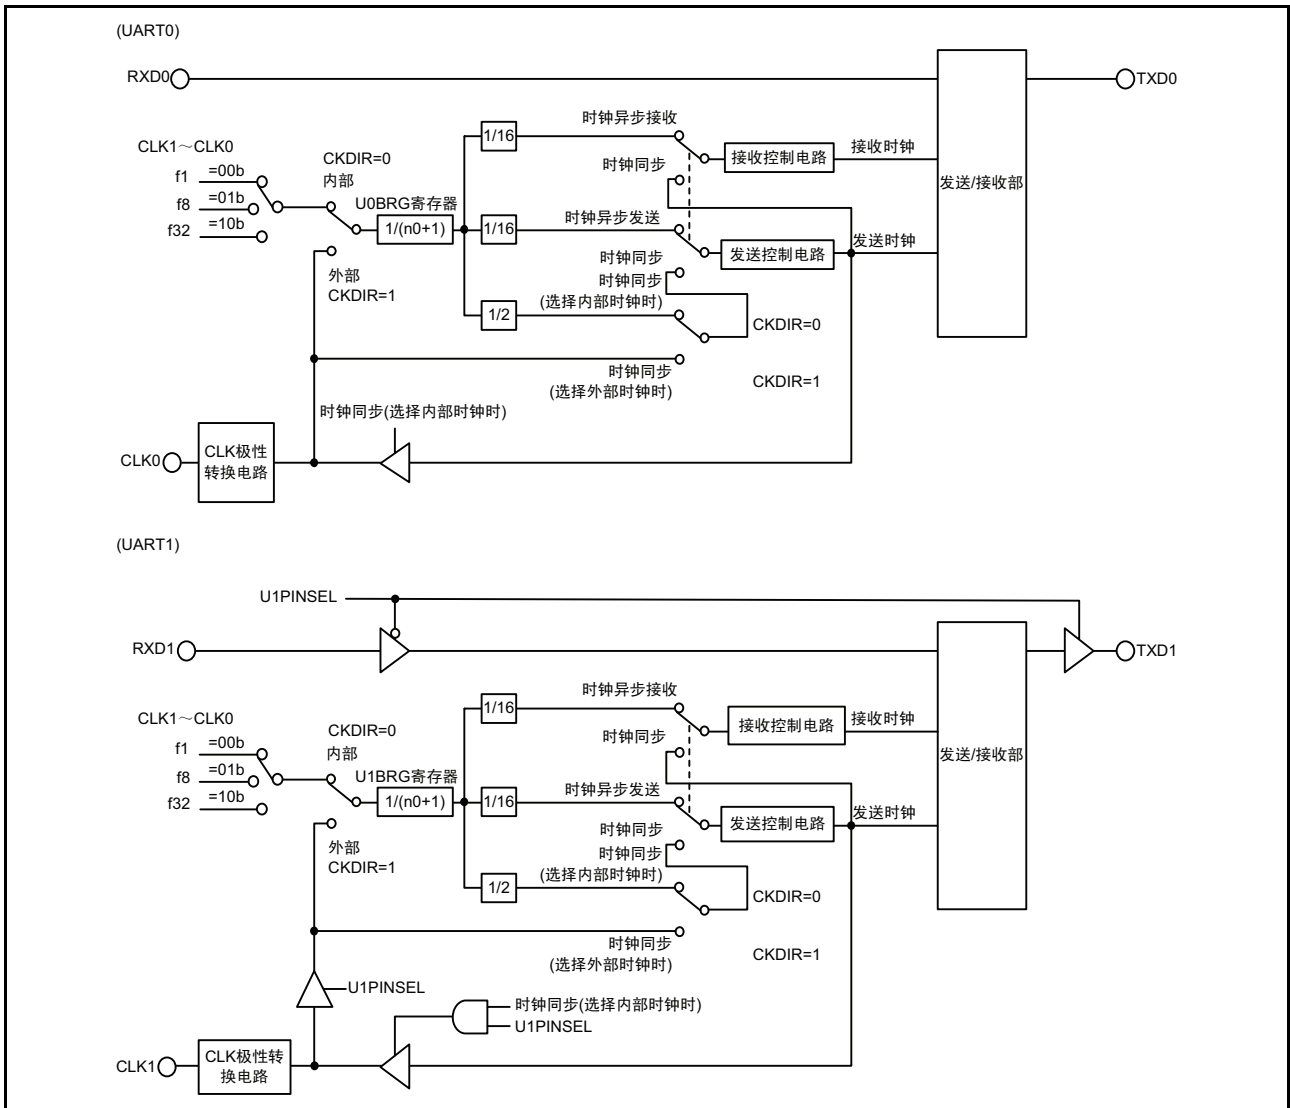 (UART0)
RXD0
TXD0
时钟异步接收
1/16
CLK1～CLK0
CKDIR=0
内部
时钟同步
接收控制电路
接收时钟
发送/接收部
f1
=00b
f8
=01b
f32
=10b
U0BRG寄存器
1/(n0+1)
1/16
时钟异步发送
发送控制电路
发送时钟
外部
CKDIR=1
时钟同步
时钟同步
(选择内部时钟时)
1/2
CKDIR=0
时钟同步
(选择外部时钟时)
CKDIR=1
时钟同步(选择内部时钟时)
CLK0
CLK极性
转换电路
(UART1)
U1PINSEL
RXD1
TXD1
时钟异步接收
1/16
CLK1～CLK0
CKDIR=0
内部
时钟同步
接收控制电路
接收时钟
发送/接收部
f1
=00b
f8
=01b
f32
=10b
U1BRG寄存器
1/(n0+1)
1/16
时钟异步发送
发送控制电路
发送时钟
外部
CKDIR=1
时钟同步
时钟同步
(选择内部时钟时)
1/2
CKDIR=0
时钟同步
(选择外部时钟时)
CKDIR=1
U1PINSEL
时钟同步(选择内部时钟时)
U1PINSEL
CLK1
CLK极性转
换电路